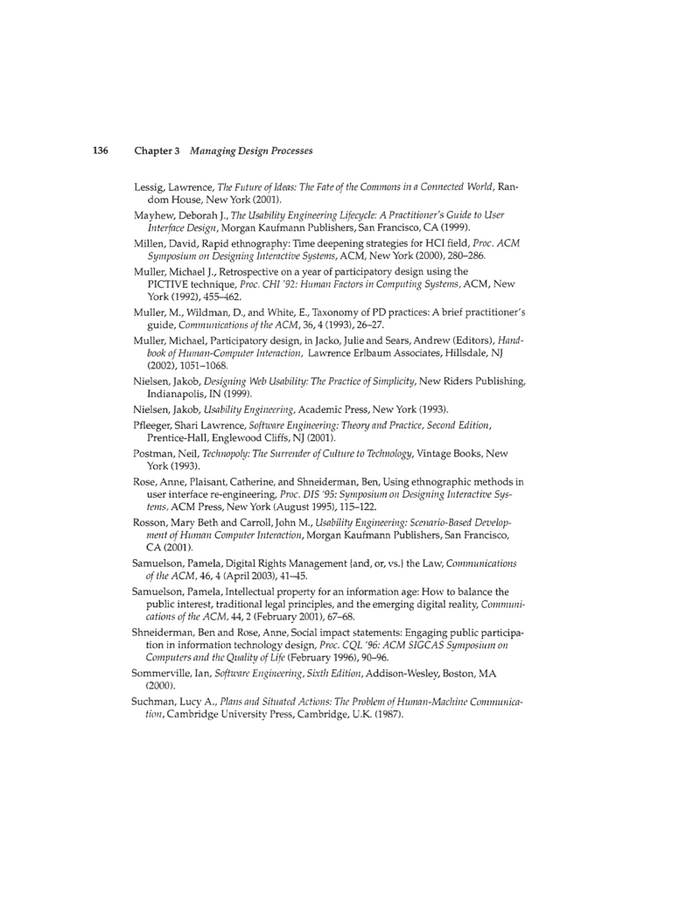 136 Chapter 3 Managing Design Processes
Lessig, Lawrence, The Future of Ideas: The Fate of the Commons in a Connected World, Ran-
dom House, New York (2001).
Mayhew, Deborah J., The Usability Engineering Lifecycle: A Practitioner's Guide to User
Interface Design, Morgan Kaufmann Publishers, San Francisco, CA (1999).
Millen, David, Rapid ethnography: Time deepening strategies for HCI field, Proc. ACM
Symposium on Designing Interactive Systems, ACM, New York (2000), 280–286.
Muller, Michael J., Retrospective on a year of participatory design using the
PICTIVE technique, Proc. CHI '92: Human Factors in Computing Systems, ACM, New
York (1992), 455–462.
Muller, M., Wildman, D., and White, E., Taxonomy of PD practices: A brief practitioner's
guide, Communications of the ACM, 36, 4 (1993), 26–27.
Muller, Michael, Participatory design, in Jacko, Julie and Sears, Andrew (Editors), Hand-
book of Human-Computer Interaction, Lawrence Erlbaum Associates, Hillsdale, NJ
(2002), 1051–1068.
Nielsen, Jakob, Designing Web Usability: The Practice of Simplicity, New Riders Publishing,
Indianapolis, IN (1999).
Nielsen, Jakob, Usability Engineering, Academic Press, New York (1993).
Pfleeger, Shari Lawrence, Software Engineering: Theory and Practice, Second Edition,
Prentice-Hall, Englewood Cliffs, NJ (2001).
Postman, Neil, Technopoly: The Surrender of Culture to Technology, Vintage Books, New
York (1993).
Rose, Anne, Plaisant, Catherine, and Shneiderman, Ben, Using ethnographic methods in
user interface re-engineering, Proc. DIS '95: Symposium on Designing Interactive Sys-
tems, ACM Press, New York (August 1995), 115–122.
Rosson, Mary Beth and Carroll, John M., Usability Engineering: Scenario-Based Develop-
ment of Human Computer Interaction, Morgan Kaufmann Publishers, San Francisco,
CA (2001).
Samuelson, Pamela, Digital Rights Management {and, or, vs.} the Law, Communications
of the ACM, 46, 4 (April 2003), 41–45.
Samuelson, Pamela, Intellectual property for an information age: How to balance the
public interest, traditional legal principles, and the emerging digital reality, Communi-
cations of the ACM, 44, 2 (February 2001), 67–68.
Shneiderman, Ben and Rose, Anne, Social impact statements: Engaging public participa-
tion in information technology design, Proc. CQL '96: ACM SIGCAS Symposium on
Computers and the Quality of Life (February 1996), 90–96.
Sommerville, Ian, Software Engineering, Sixth Edition, Addison-Wesley, Boston, MA
(2000).
Suchman, Lucy A., Plans and Situated Actions: The Problem of Human-Machine Communica-
tion, Cambridge University Press, Cambridge, U.K. (1987).